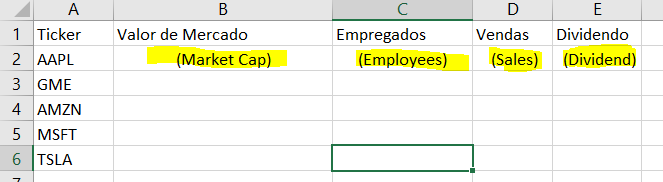 A B C D E
1 Ticker Valor de Mercado Empregados Vendas Dividendo
2 AAPL (Market Cap) (Employees) (Sales) (Dividend)
3 GME
4 AMZN
5 MSFT
6 TSLA